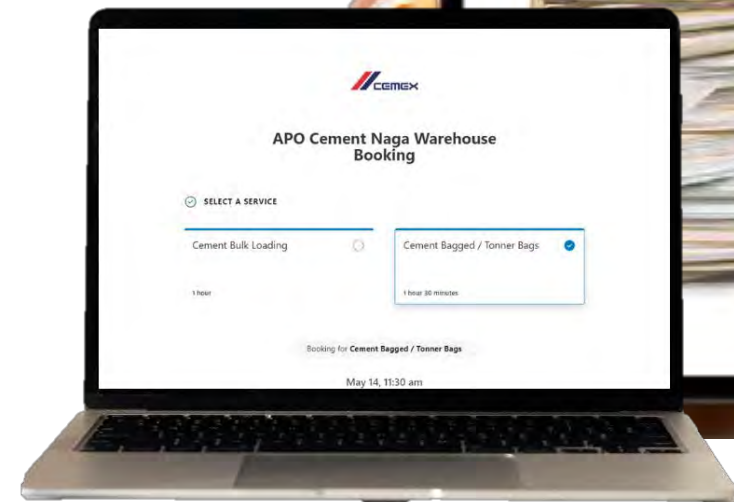 CEMEX
APO Cement Naga Warehouse
Booking
SELECT A SERVICE
Cement Bulk Loading
Cement Bagged / Tonner Bags
1 hour
1 hour 30 minutes
Booking for Cement Bagged / Tonner Bags
May 14, 11:30 am